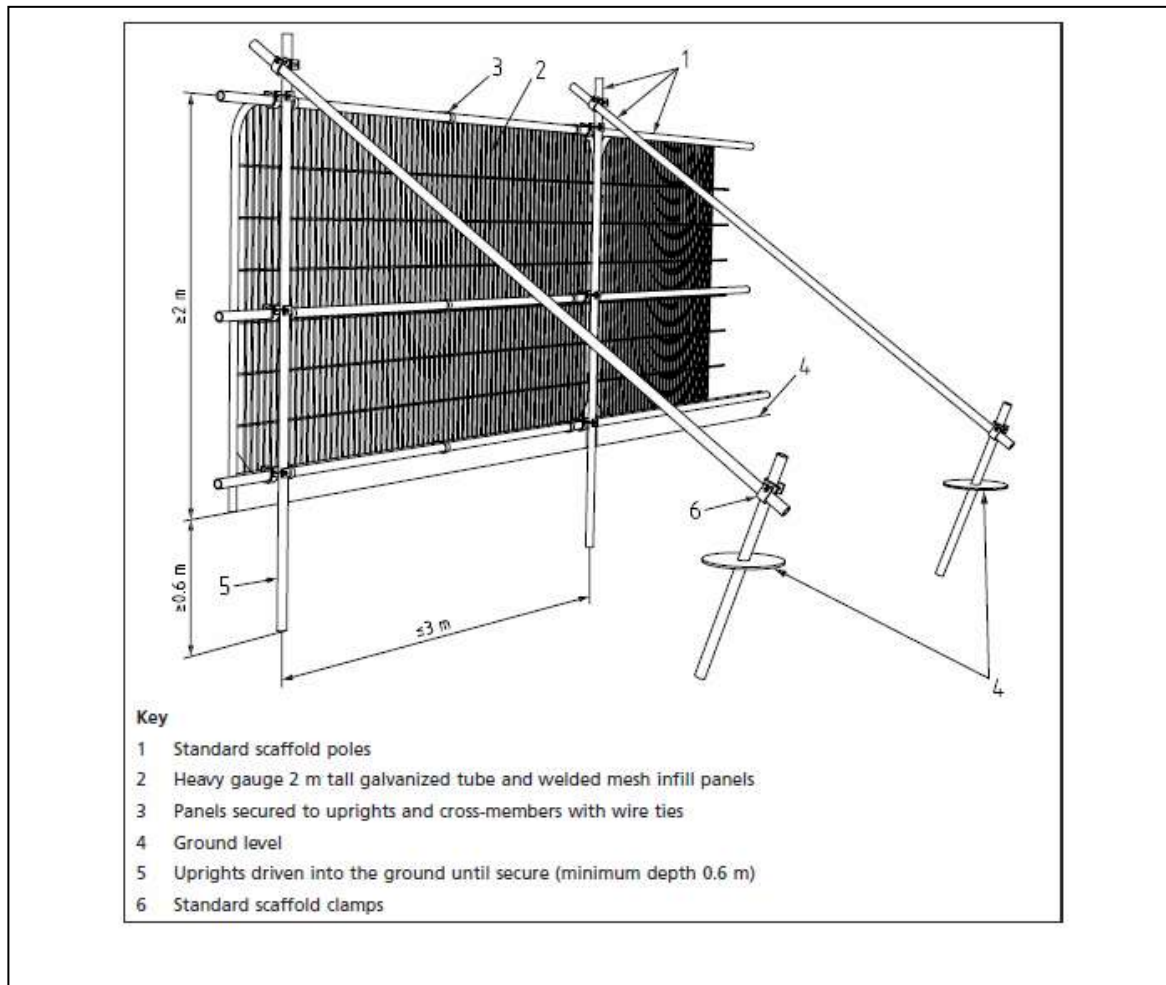 1
3
2
4
≥2 m
6
5
≥0.6 m
≤3 m
4
Key
1 Standard scaffold poles
2 Heavy gauge 2 m tall galvanized tube and welded mesh infill panels
3 Panels secured to uprights and cross-members with wire ties
4 Ground level
5 Uprights driven into the ground until secure (minimum depth 0.6 m)
6 Standard scaffold clamps